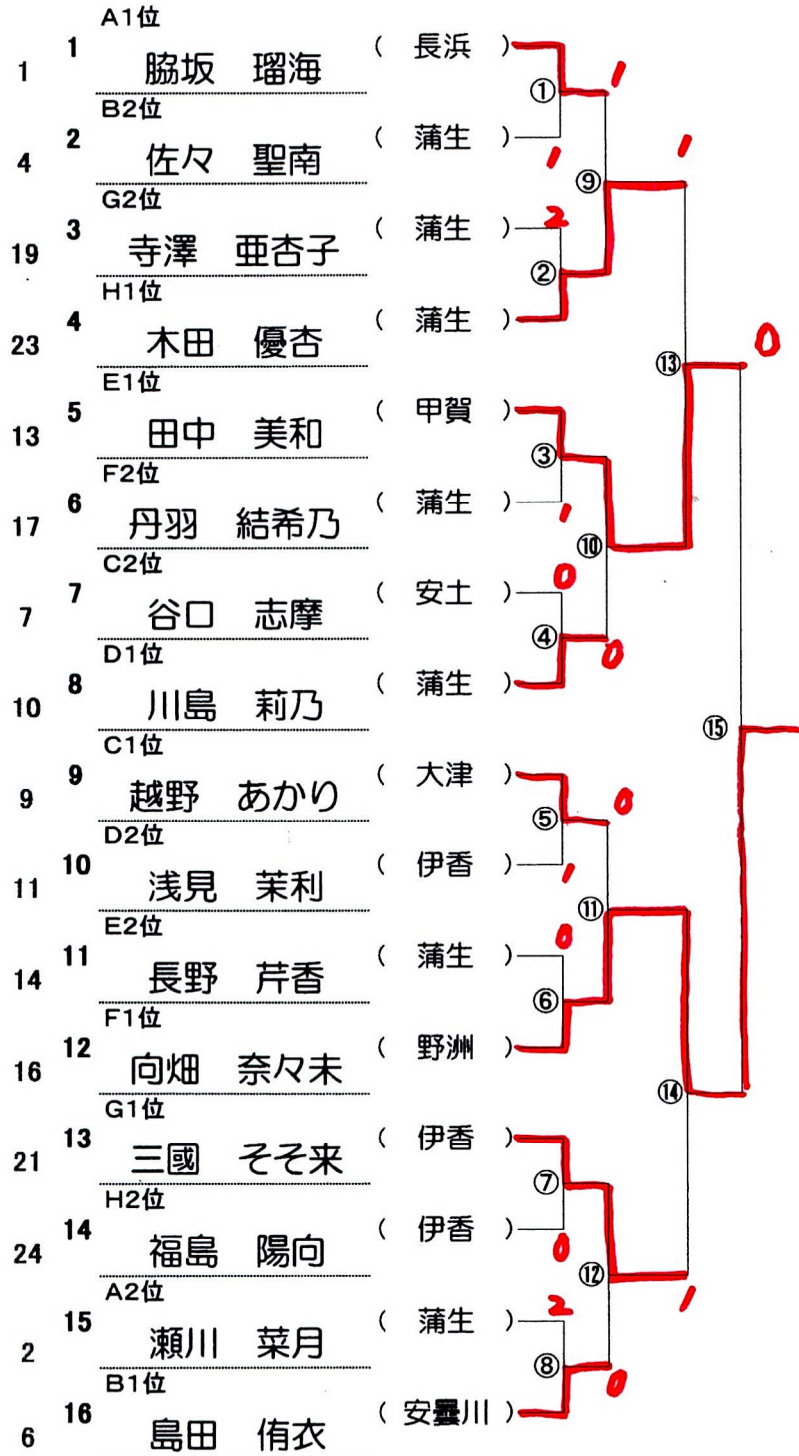 A1位
1 1 脇坂 瑠海 ( 長浜 )
B2位
4 2 佐々 聖南 ( 蒲生 )
G2位
19 3 寺澤 亜杏子 ( 蒲生 )
H1位
23 4 木田 優杏 ( 蒲生 )
E1位
13 5 田中 美和 ( 甲賀 )
F2位
17 6 丹羽 結希乃 ( 蒲生 )
C2位
7 7 谷口 志摩 ( 安土 )
D1位
10 8 川島 莉乃 ( 蒲生 )
C1位
9 9 越野 あかり ( 大津 )
D2位
11 10 浅見 茉利 ( 伊香 )
E2位
14 11 長野 芹香 ( 蒲生 )
F1位
16 12 向畑 奈々未 ( 野洲 )
G1位
21 13 三國 そそ来 ( 伊香 )
H2位
24 14 福島 陽向 ( 伊香 )
A2位
2 15 瀬川 菜月 ( 蒲生 )
B1位
6 16 島田 侑衣 ( 安曇川 )
① 1
1
⑨ 1
2
②
⑬ 0
③
1
⑩
0
④ 0
⑮
⑤ 0
1
⑪
0
⑥
⑭
⑦
0
⑫ 1
2
⑧ 0